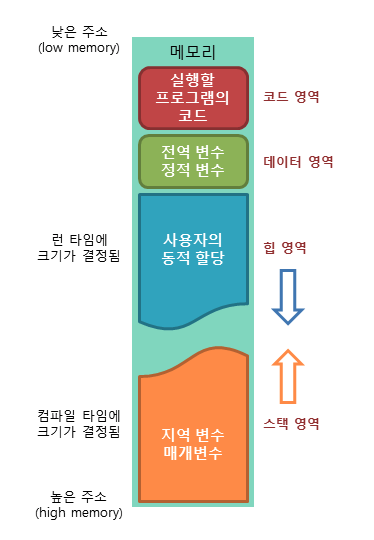 낮은 주소
(low memory)
메모리
실행할
프로그램의
코드
코드 영역
전역 변수
정적 변수
데이터 영역
런 타임에
크기가 결정됨
사용자의
동적 할당
힙 영역
컴파일 타임에
크기가 결정됨
지역 변수
매개변수
스택 영역
높은 주소
(high memory)